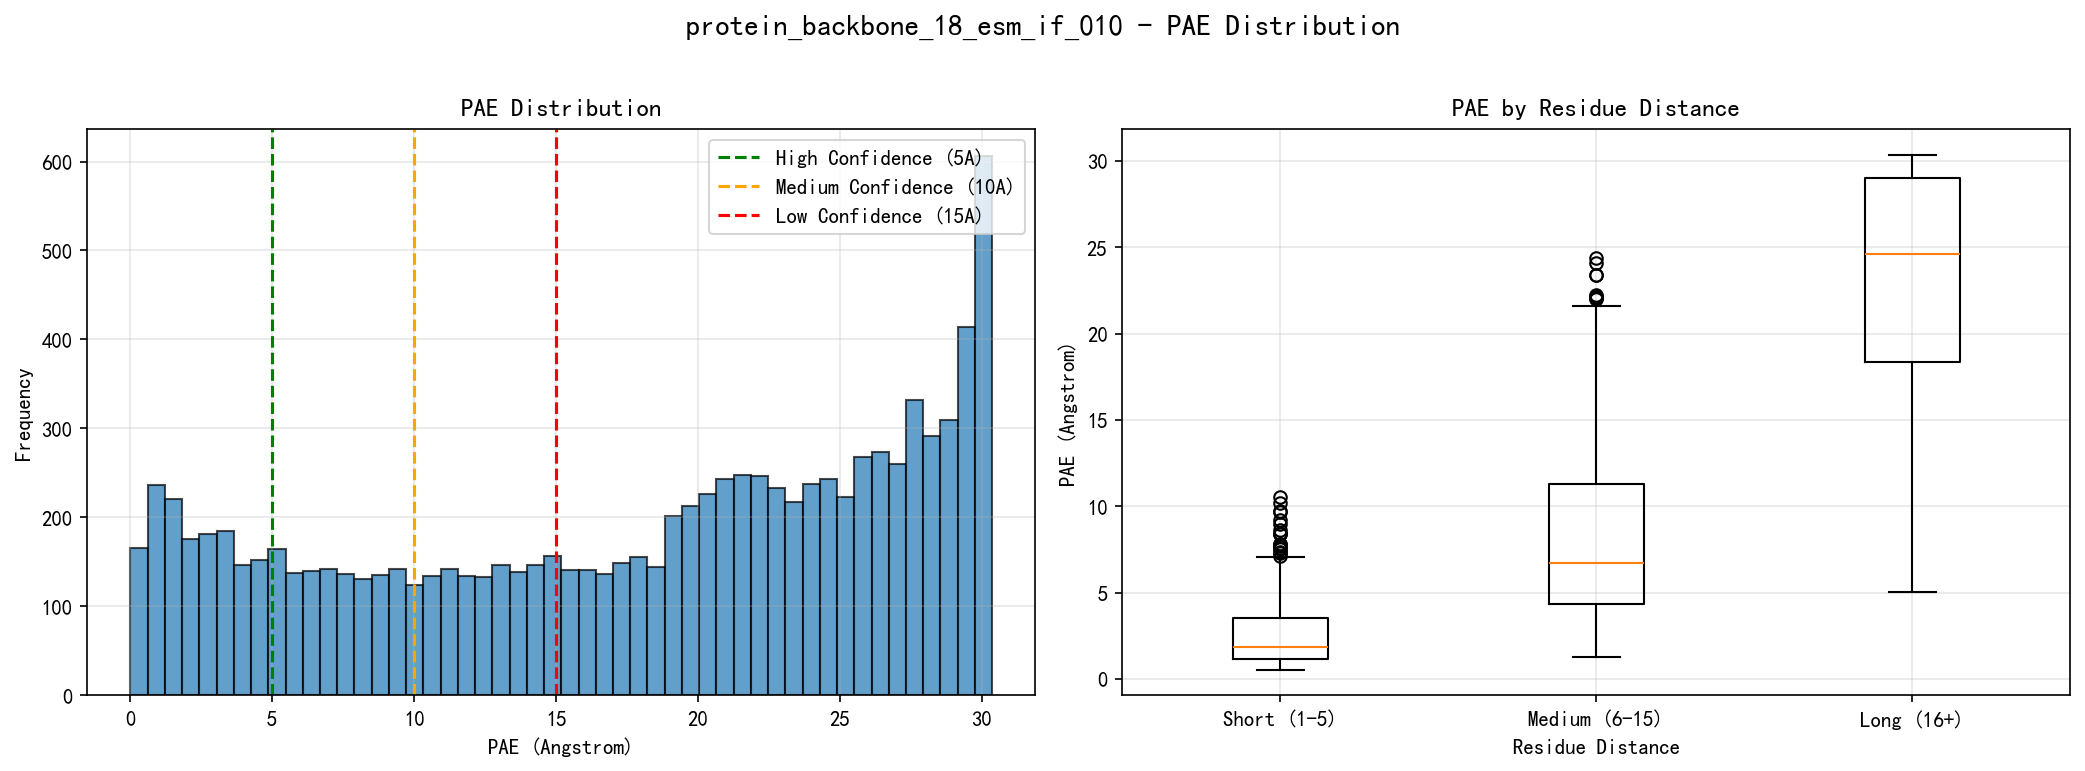 protein_backbone_18_esm_if_010 - PAE Distribution
PAE Distribution
High Confidence (5A)
Medium Confidence (10A)
Low Confidence (15A)
Frequency
600
500
400
300
200
100
0
0 5 10 15 20 25 30
PAE (Angstrom)
PAE by Residue Distance
PAE (Angstrom)
30
25
20
15
10
5
0
Short (1-5) Medium (6-15) Long (16+)
Residue Distance